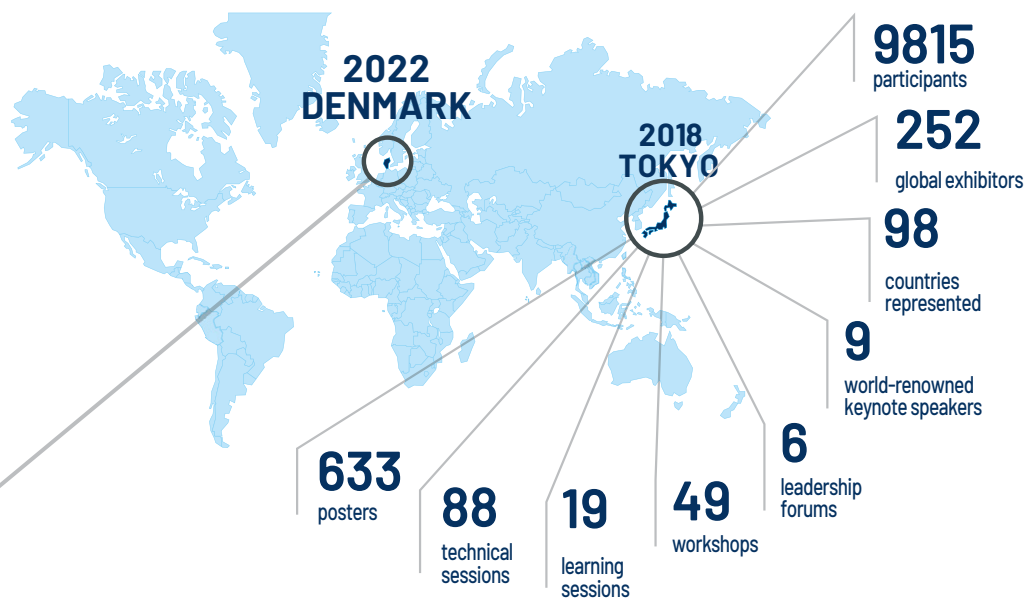 2022
DENMARK
2018
TOKYO
9815
participants
252
global exhibitors
98
countries
represented
9
world-renowned
keynote speakers
6
leadership
forums
49
workshops
19
learning
sessions
88
technical
sessions
633
posters